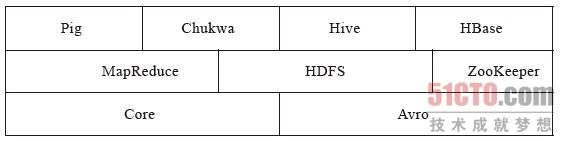 Pig Chukwa Hive HBase
MapReduce HDFS ZooKeeper
51CTO.com
Core Avro
技术成就梦想